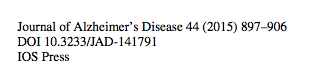 Journal of Alzheimer's Disease 44 (2015) 897–906
DOI 10.3233/JAD-141791
IOS Press